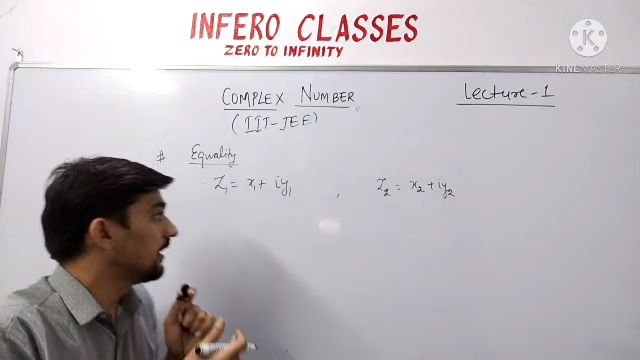 INFERO CLASSES
ZERO TO INFINITY
KINEMASTER
COMPLEX NUMBER
Lecture-1
(IIT-JEE)
# Equality
Z₁ = x₁ + iy₁ , Z₂ = x₂ + iy₂